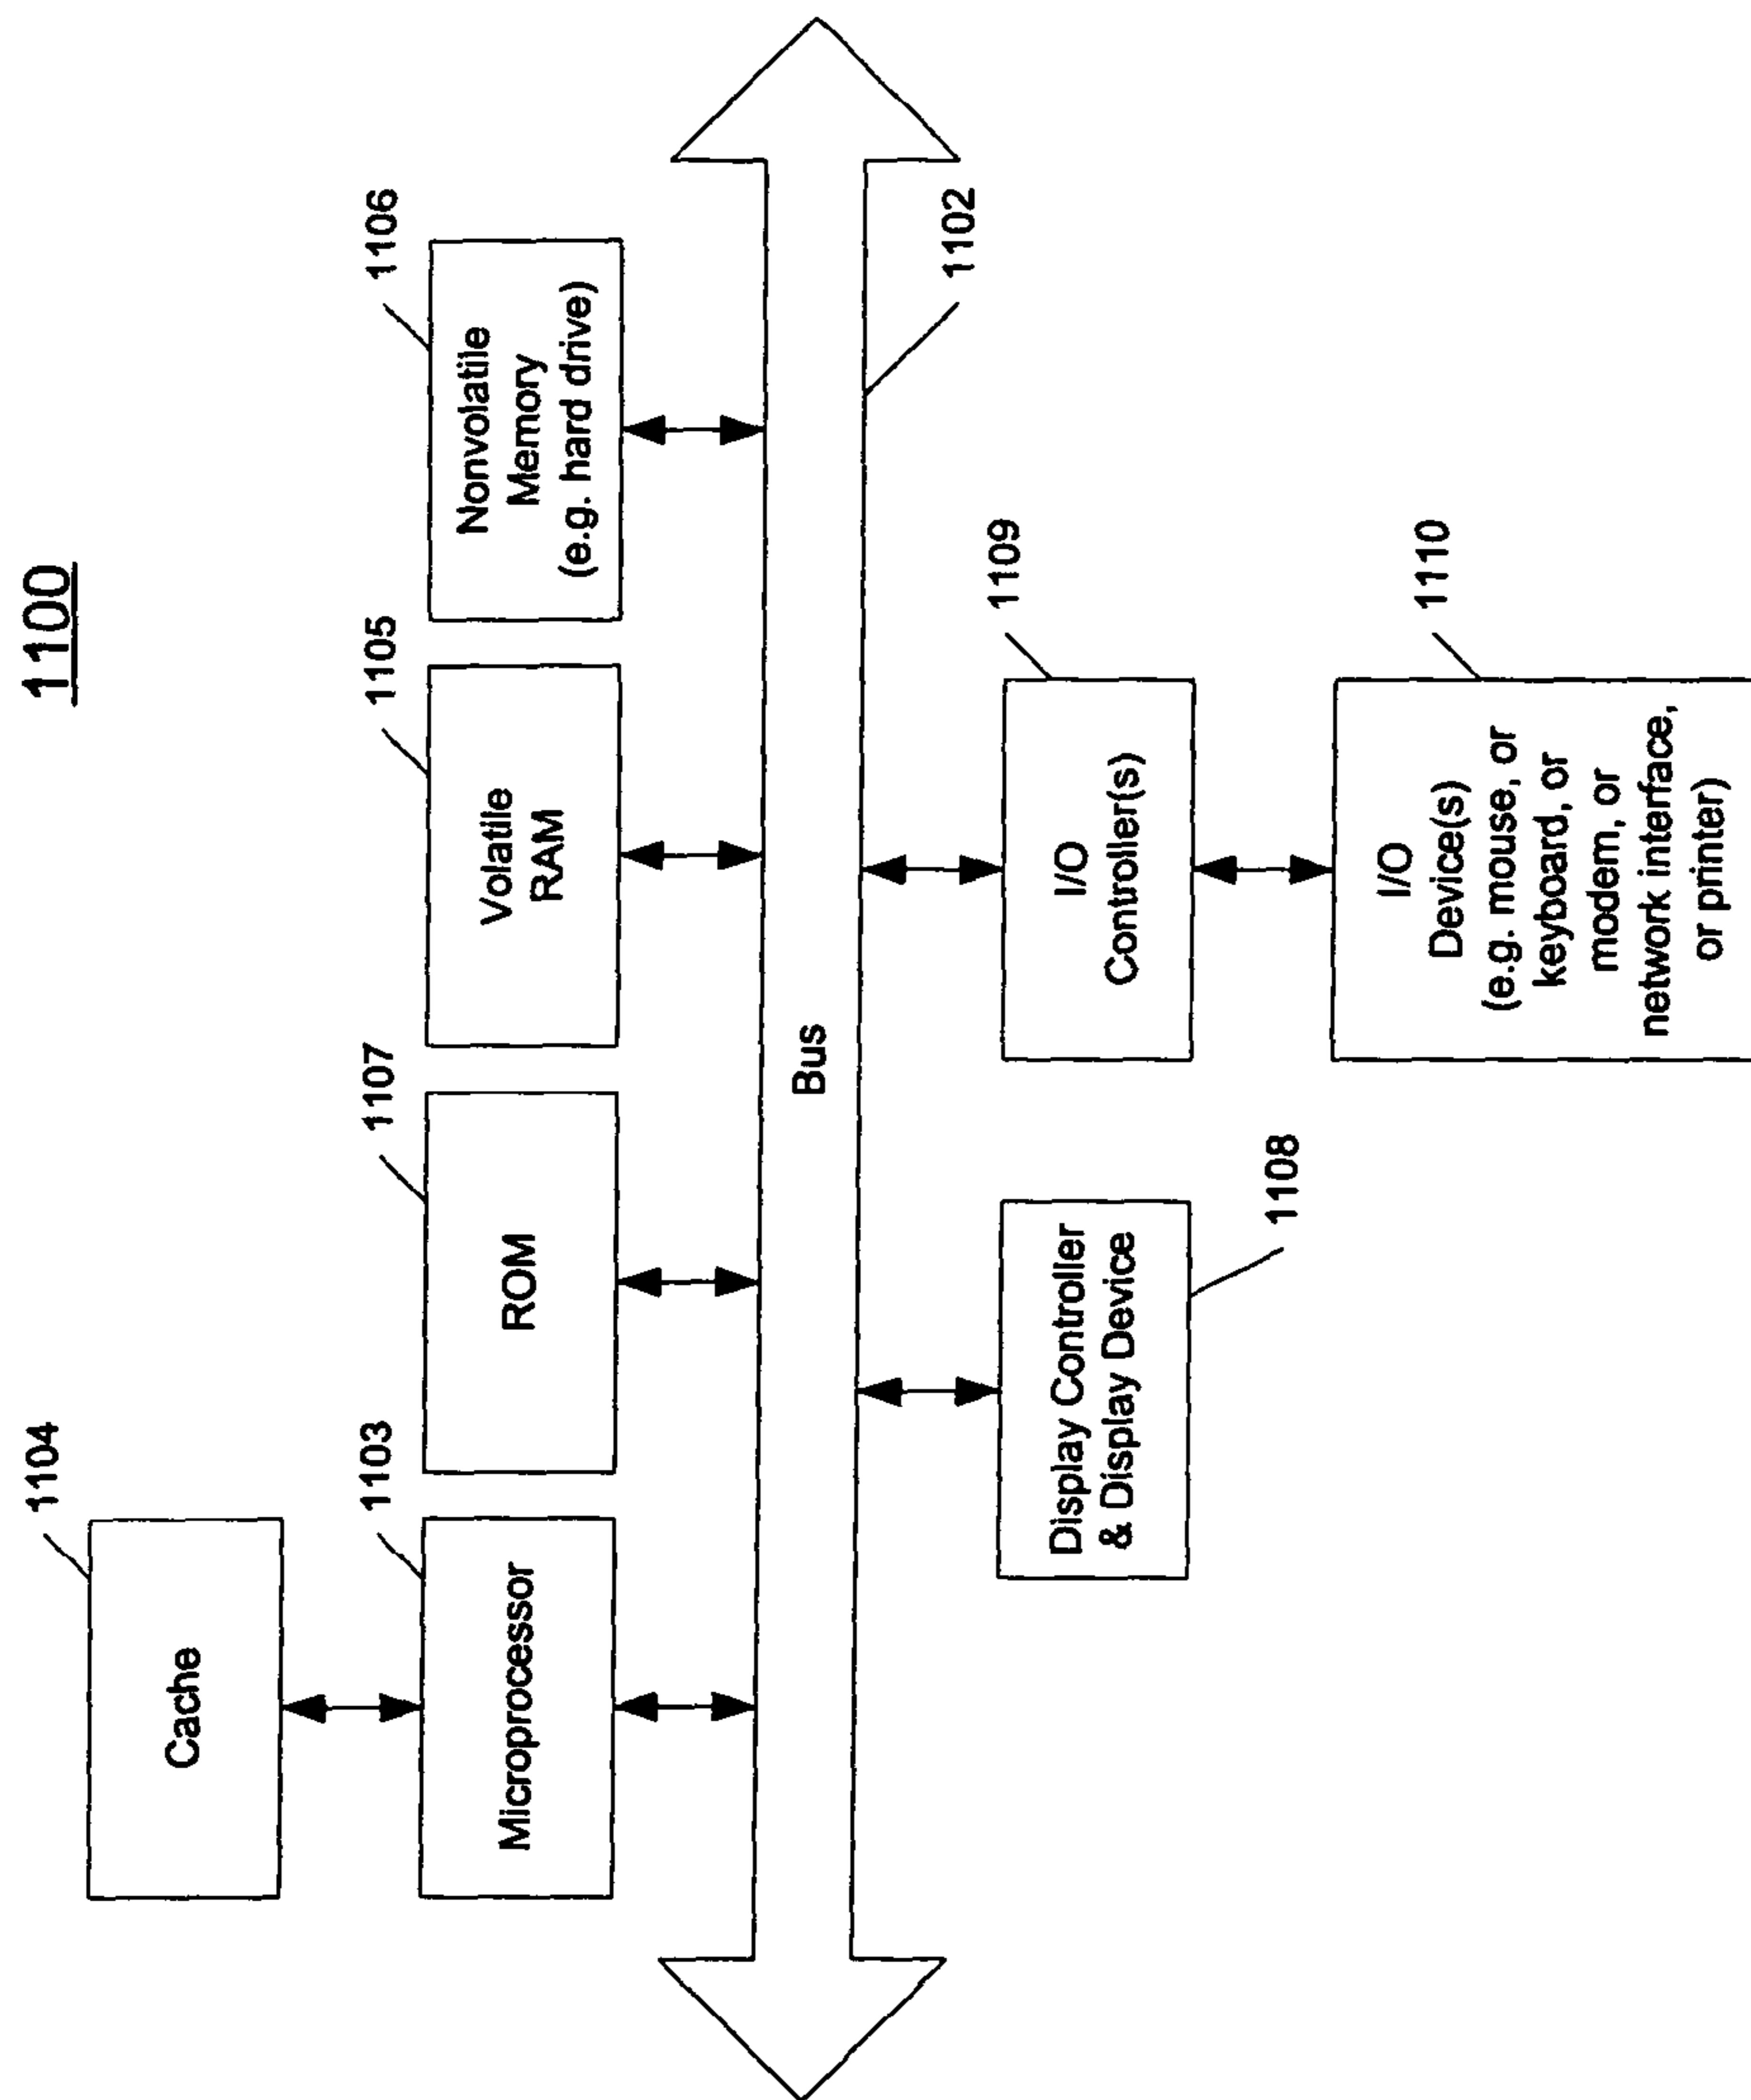 1100
1104
Cache
1103
Microprocessor
1107
ROM
1105
Volatile
RAM
1106
Nonvolatile
Memory
(e.g. hard drive)
Bus
1102
Display Controller
& Display Device
1108
1109
I/O
Controller(s)
1110
I/O
Device(s)
(e.g. mouse, or
keyboard, or
modem, or
network interface,
or printer)